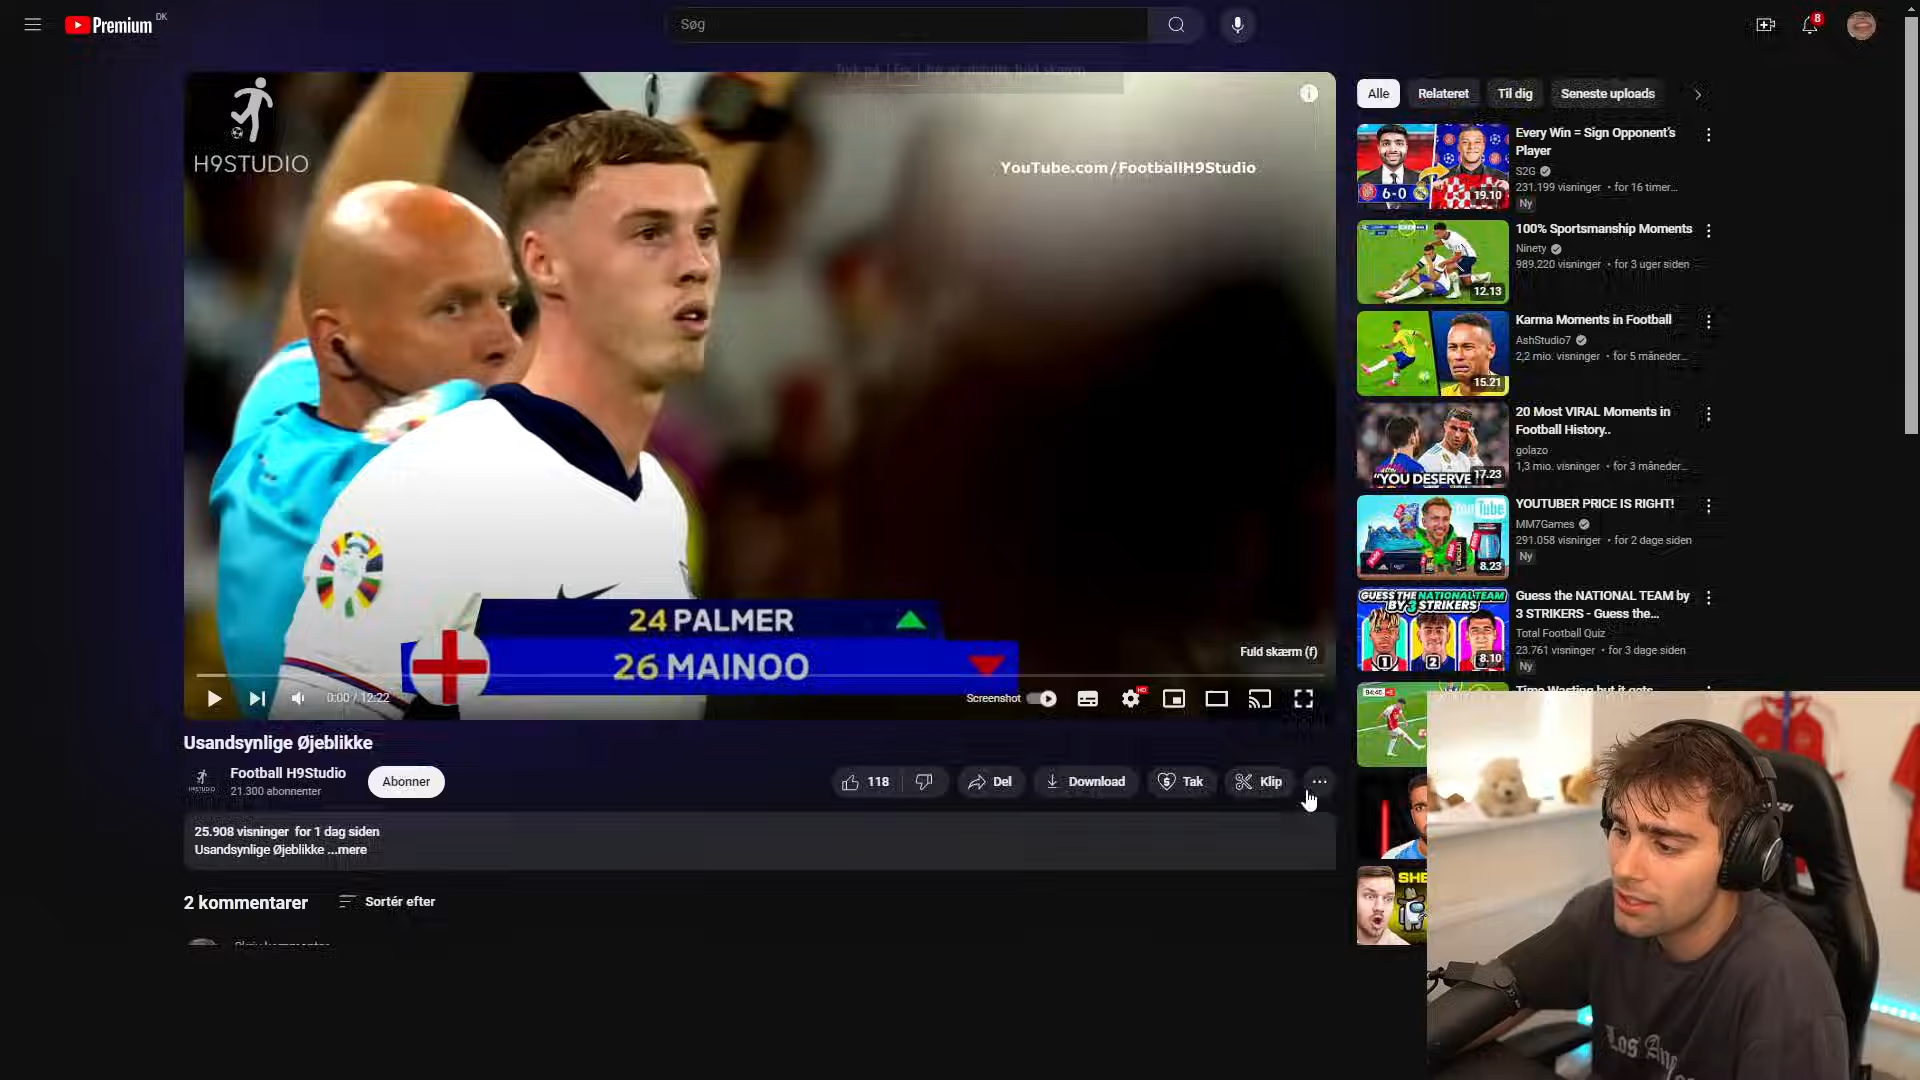 Premium DK
Søg
8
H9STUDIO
YouTube.com/FootballH9Studio
24 PALMER
26 MAINOO
Fuld skærm (f)
0:00 / 12:22
Screenshot
HD
Usandsynlige Øjeblikke
Football H9Studio
21.300 abonnenter
Abonner
118
Del
Download
Tak
Klip
25.908 visninger for 1 dag siden
Usandsynlige Øjeblikke ...mere
2 kommentarer
Sortér efter
Alle
Relateret
Til dig
Seneste uploads
6-0
19.10
Every Win = Sign Opponent's
Player
S2G
231.199 visninger • for 16 timer...
Ny
12.13
100% Sportsmanship Moments
Ninety
989.220 visninger • for 3 uger siden
15.21
Karma Moments in Football
AshStudio7
2,2 mio. visninger • for 5 måneder...
"YOU DESERVE
17.23
20 Most VIRAL Moments in
Football History..
golazo
1,3 mio. visninger • for 3 måneder...
Tube
8.23
YOUTUBER PRICE IS RIGHT!
MM7Games
291.058 visninger • for 2 dage siden
Ny
GUESS THE NATIONAL TEAM
BY 3 STRIKERS
1
2
8.10
Guess the NATIONAL TEAM by
3 STRIKERS - Guess the...
Total Football Quiz
23.761 visninger • for 3 dage siden
Ny
SHE